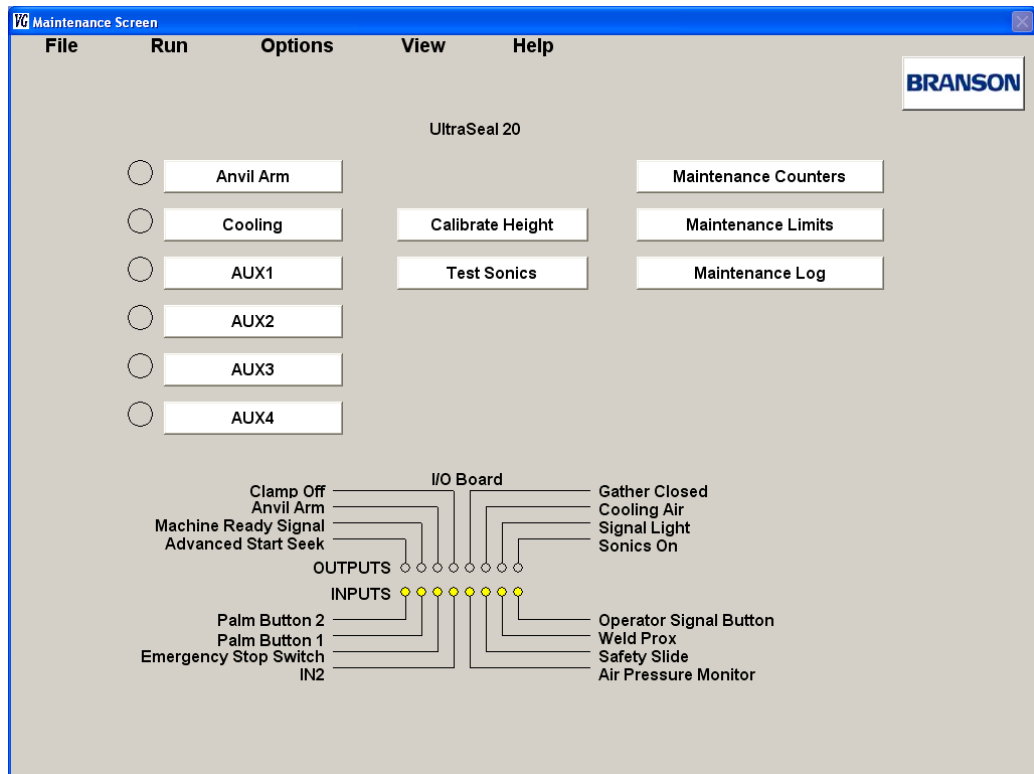 VG Maintenance Screen
File Run Options View Help
BRANSON
UltraSeal 20
Anvil Arm
Cooling
AUX1
AUX2
AUX3
AUX4
Calibrate Height
Test Sonics
Maintenance Counters
Maintenance Limits
Maintenance Log
I/O Board
Clamp Off
Anvil Arm
Machine Ready Signal
Advanced Start Seek
Gather Closed
Cooling Air
Signal Light
Sonics On
OUTPUTS
INPUTS
Palm Button 2
Palm Button 1
Emergency Stop Switch
IN2
Operator Signal Button
Weld Prox
Safety Slide
Air Pressure Monitor